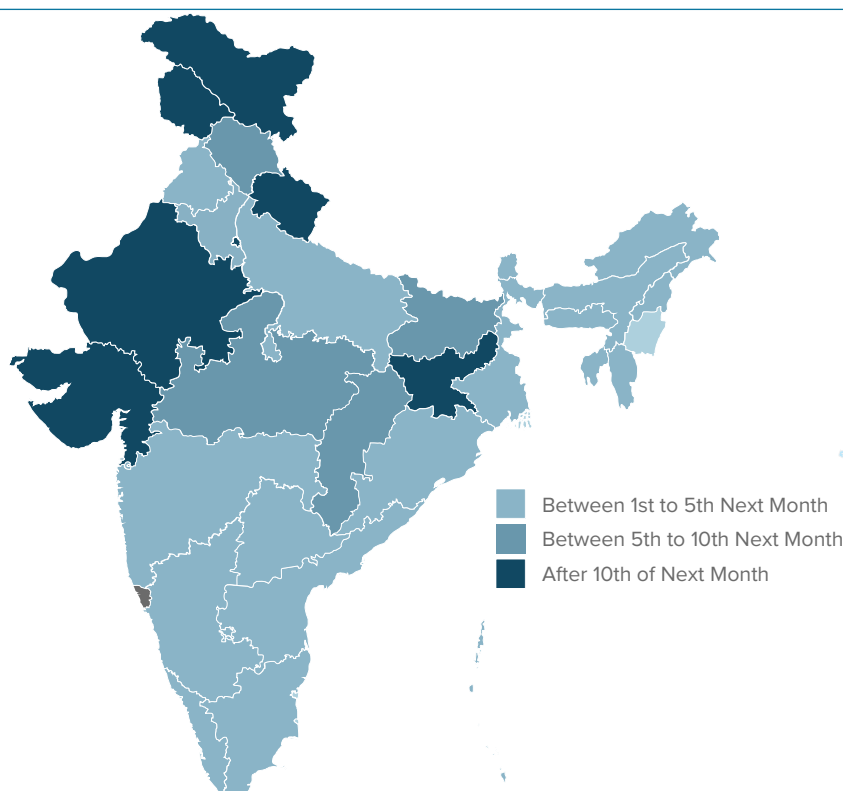 Between 1st to 5th Next Month
Between 5th to 10th Next Month
After 10th of Next Month